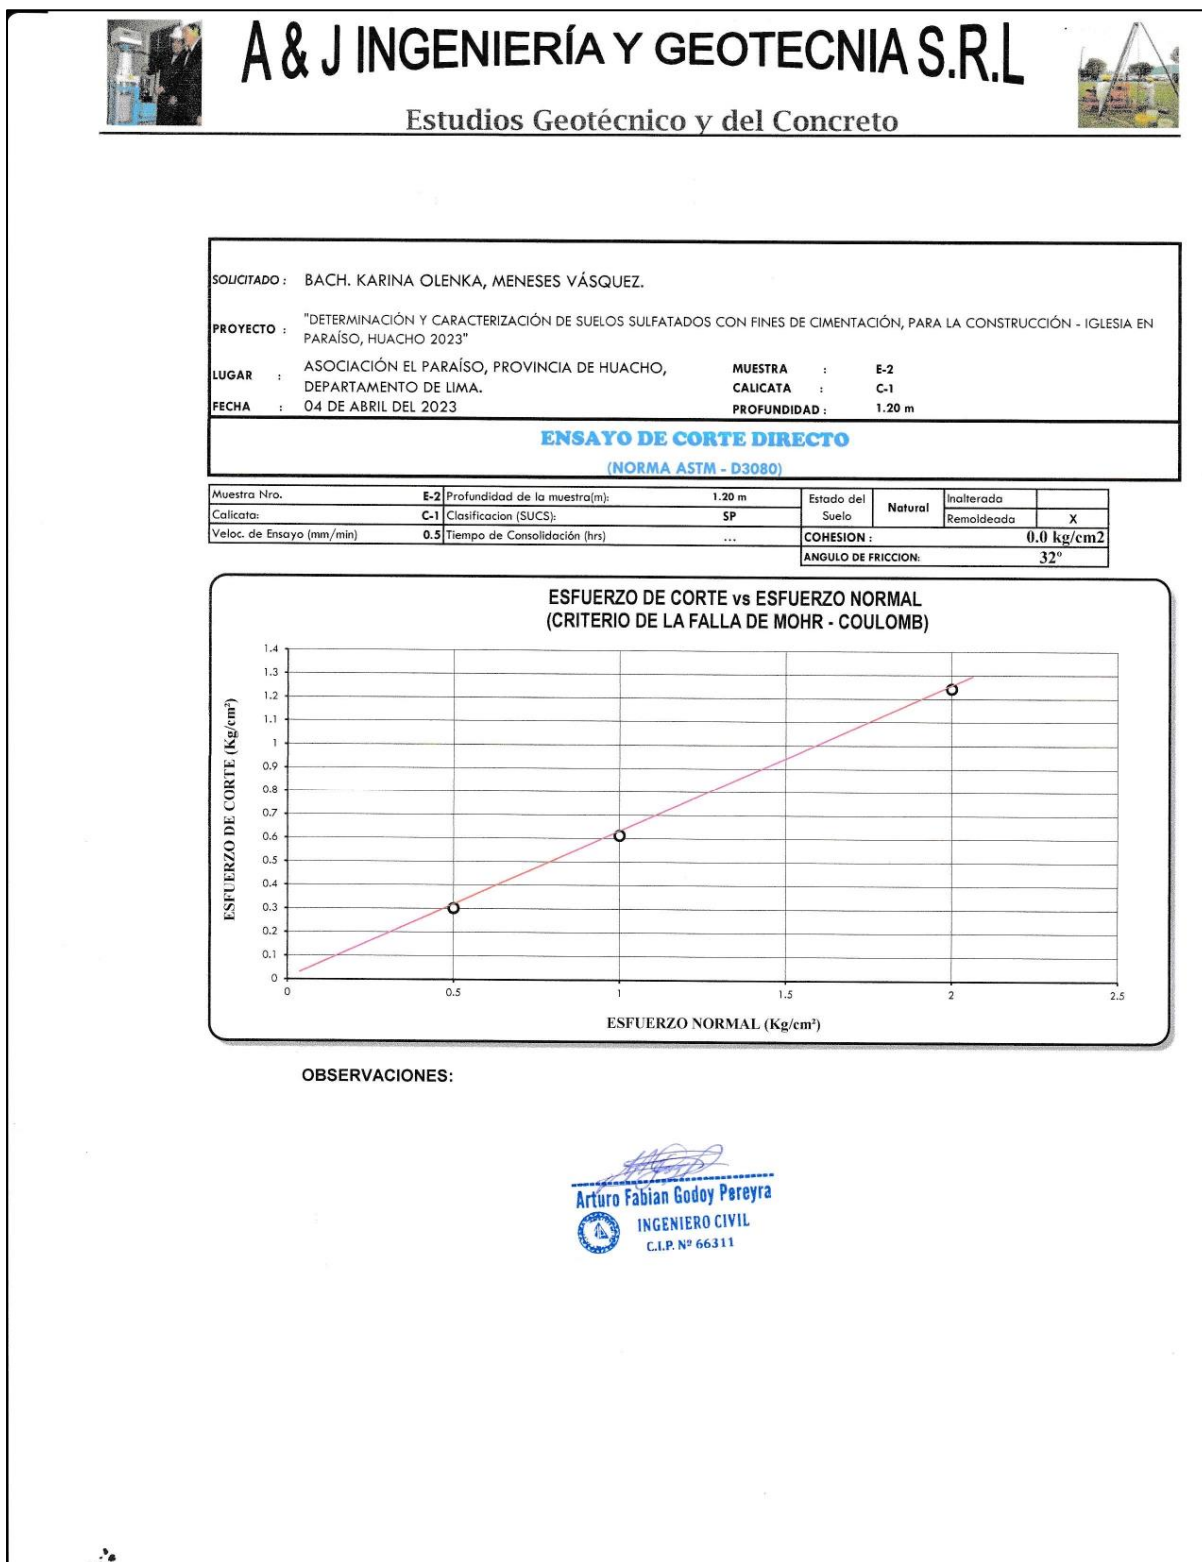 A & J INGENIERÍA Y GEOTECNIA S.R.L
Estudios Geotécnico y del Concreto
SOLICITADO : BACH. KARINA OLENKA, MENESES VÁSQUEZ.
PROYECTO : "DETERMINACIÓN Y CARACTERIZACIÓN DE SUELOS SULFATADOS CON FINES DE CIMENTACIÓN, PARA LA CONSTRUCCIÓN - IGLESIA EN
PARAÍSO, HUACHO 2023"
LUGAR : ASOCIACIÓN EL PARAÍSO, PROVINCIA DE HUACHO,
DEPARTAMENTO DE LIMA.
MUESTRA : E-2
CALICATA : C-1
FECHA : 04 DE ABRIL DEL 2023
PROFUNDIDAD : 1.20 m
ENSAYO DE CORTE DIRECTO
(NORMA ASTM - D3080)
Muestra Nro. E-2 Profundidad de la muestra(m): 1.20 m Estado del Suelo Natural Inalterada
Calicata: C-1 Clasificacion (SUCS): SP Remoldeada X
Veloc. de Ensayo (mm/min) 0.5 Tiempo de Consolidación (hrs) ... COHESION : 0.0 kg/cm2
ANGULO DE FRICCION: 32°
ESFUERZO DE CORTE vs ESFUERZO NORMAL
(CRITERIO DE LA FALLA DE MOHR - COULOMB)
ESFUERZO DE CORTE (Kg/cm²)
1.4
1.3
1.2
1.1
1
0.9
0.8
0.7
0.6
0.5
0.4
0.3
0.2
0.1
0
0 0.5 1 1.5 2 2.5
ESFUERZO NORMAL (Kg/cm²)
OBSERVACIONES:
Arturo Fabian Godoy Pereyra
INGENIERO CIVIL
C.I.P. Nº 66311